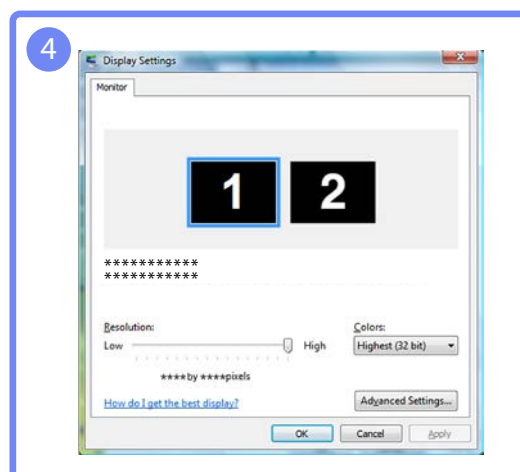 4
Display Settings
Monitor
1 2
***********
***********
Resolution:
Colors:
Low High Highest (32 bit)
****by ****pixels
How do I get the best display? Advanced Settings...
OK Cancel Apply